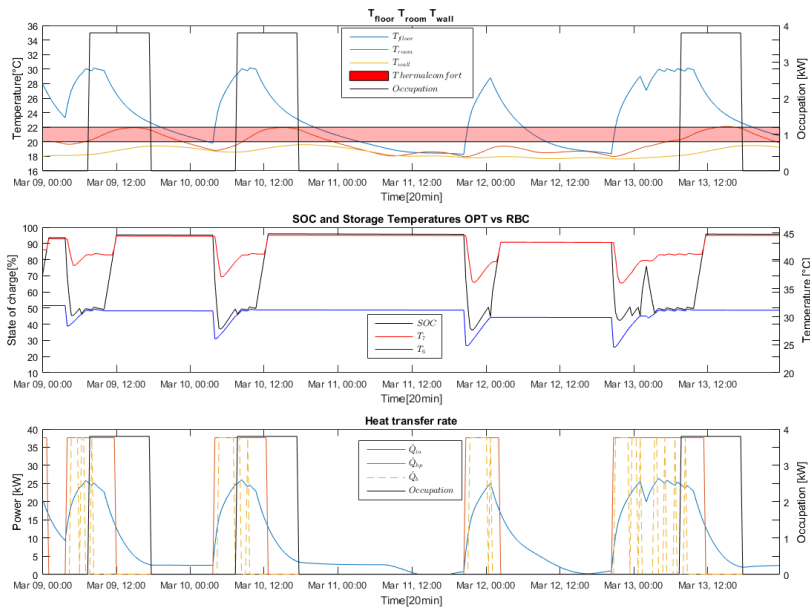 T_floor T_room T_wall
36
34
32
30
28
26
24
22
20
18
16
Temperature[°C]
4
3
2
1
0
Occupation [kW]
T_floor
T_room
T_wall
Thermalcomfort
Occupation
Mar 09, 00:00 Mar 09, 12:00 Mar 10, 00:00 Mar 10, 12:00 Mar 11, 00:00 Mar 11, 12:00 Mar 12, 00:00 Mar 12, 12:00 Mar 13, 00:00 Mar 13, 12:00
Time[20min]
SOC and Storage Temperatures OPT vs RBC
100
90
80
70
60
50
40
30
20
10
State of charge[%]
45
40
35
30
25
20
Temperature [°C]
SOC
T_7
T_6
Mar 09, 00:00 Mar 09, 12:00 Mar 10, 00:00 Mar 10, 12:00 Mar 11, 00:00 Mar 11, 12:00 Mar 12, 00:00 Mar 12, 12:00 Mar 13, 00:00 Mar 13, 12:00
Time[20min]
Heat transfer rate
40
35
30
25
20
15
10
5
0
Power [kW]
4
3
2
1
0
Occupation [kW]
Q̇_in
Q̇_hp
Q̇_b
Occupation
Mar 09, 00:00 Mar 09, 12:00 Mar 10, 00:00 Mar 10, 12:00 Mar 11, 00:00 Mar 11, 12:00 Mar 12, 00:00 Mar 12, 12:00 Mar 13, 00:00 Mar 13, 12:00
Time[20min]